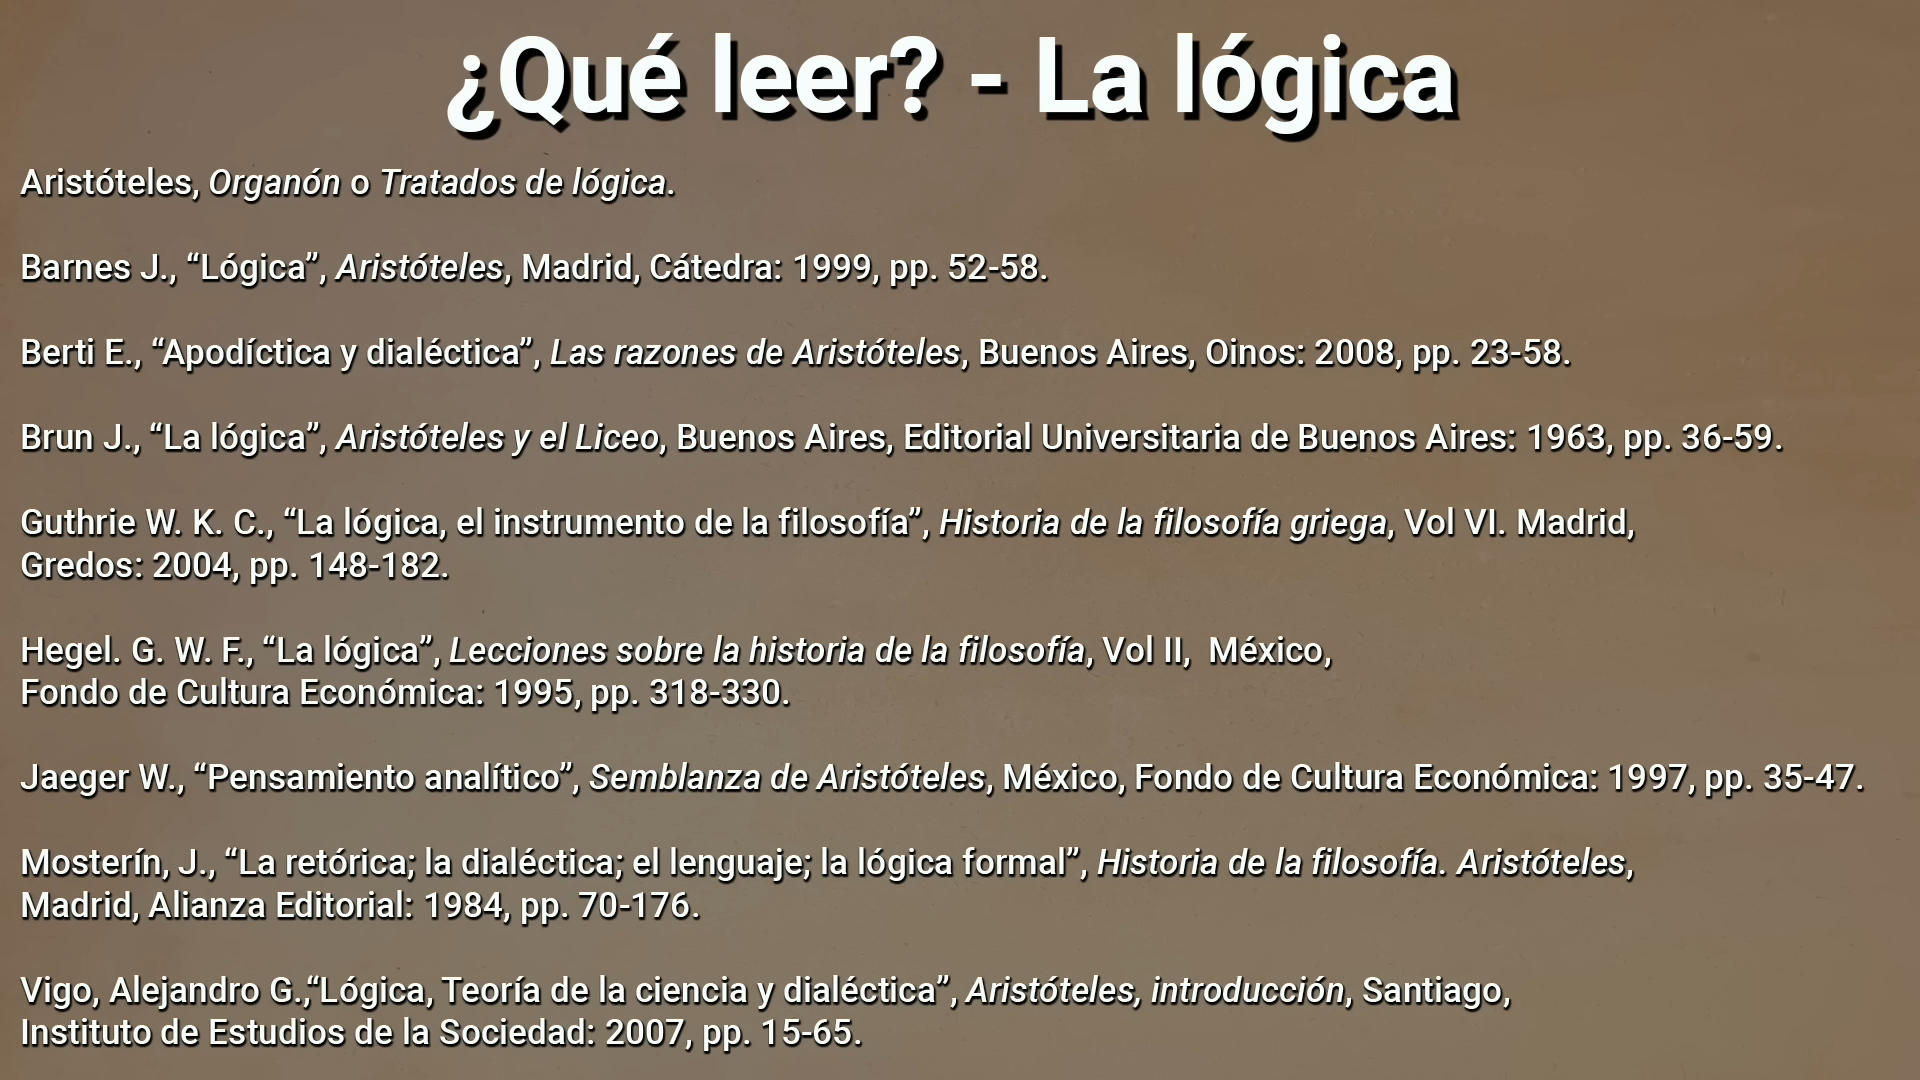 ¿Qué leer? - La lógica
Aristóteles, Organón o Tratados de lógica.
Barnes J., “Lógica”, Aristóteles, Madrid, Cátedra: 1999, pp. 52-58.
Berti E., “Apodíctica y dialéctica”, Las razones de Aristóteles, Buenos Aires, Oinos: 2008, pp. 23-58.
Brun J., “La lógica”, Aristóteles y el Liceo, Buenos Aires, Editorial Universitaria de Buenos Aires: 1963, pp. 36-59.
Guthrie W. K. C., “La lógica, el instrumento de la filosofía”, Historia de la filosofía griega, Vol VI. Madrid,
Gredos: 2004, pp. 148-182.
Hegel. G. W. F., “La lógica”, Lecciones sobre la historia de la filosofía, Vol II,  México,
Fondo de Cultura Económica: 1995, pp. 318-330.
Jaeger W., “Pensamiento analítico”, Semblanza de Aristóteles, México, Fondo de Cultura Económica: 1997, pp. 35-47.
Mosterín, J., “La retórica; la dialéctica; el lenguaje; la lógica formal”, Historia de la filosofía. Aristóteles,
Madrid, Alianza Editorial: 1984, pp. 70-176.
Vigo, Alejandro G.,“Lógica, Teoría de la ciencia y dialéctica”, Aristóteles, introducción, Santiago,
Instituto de Estudios de la Sociedad: 2007, pp. 15-65.